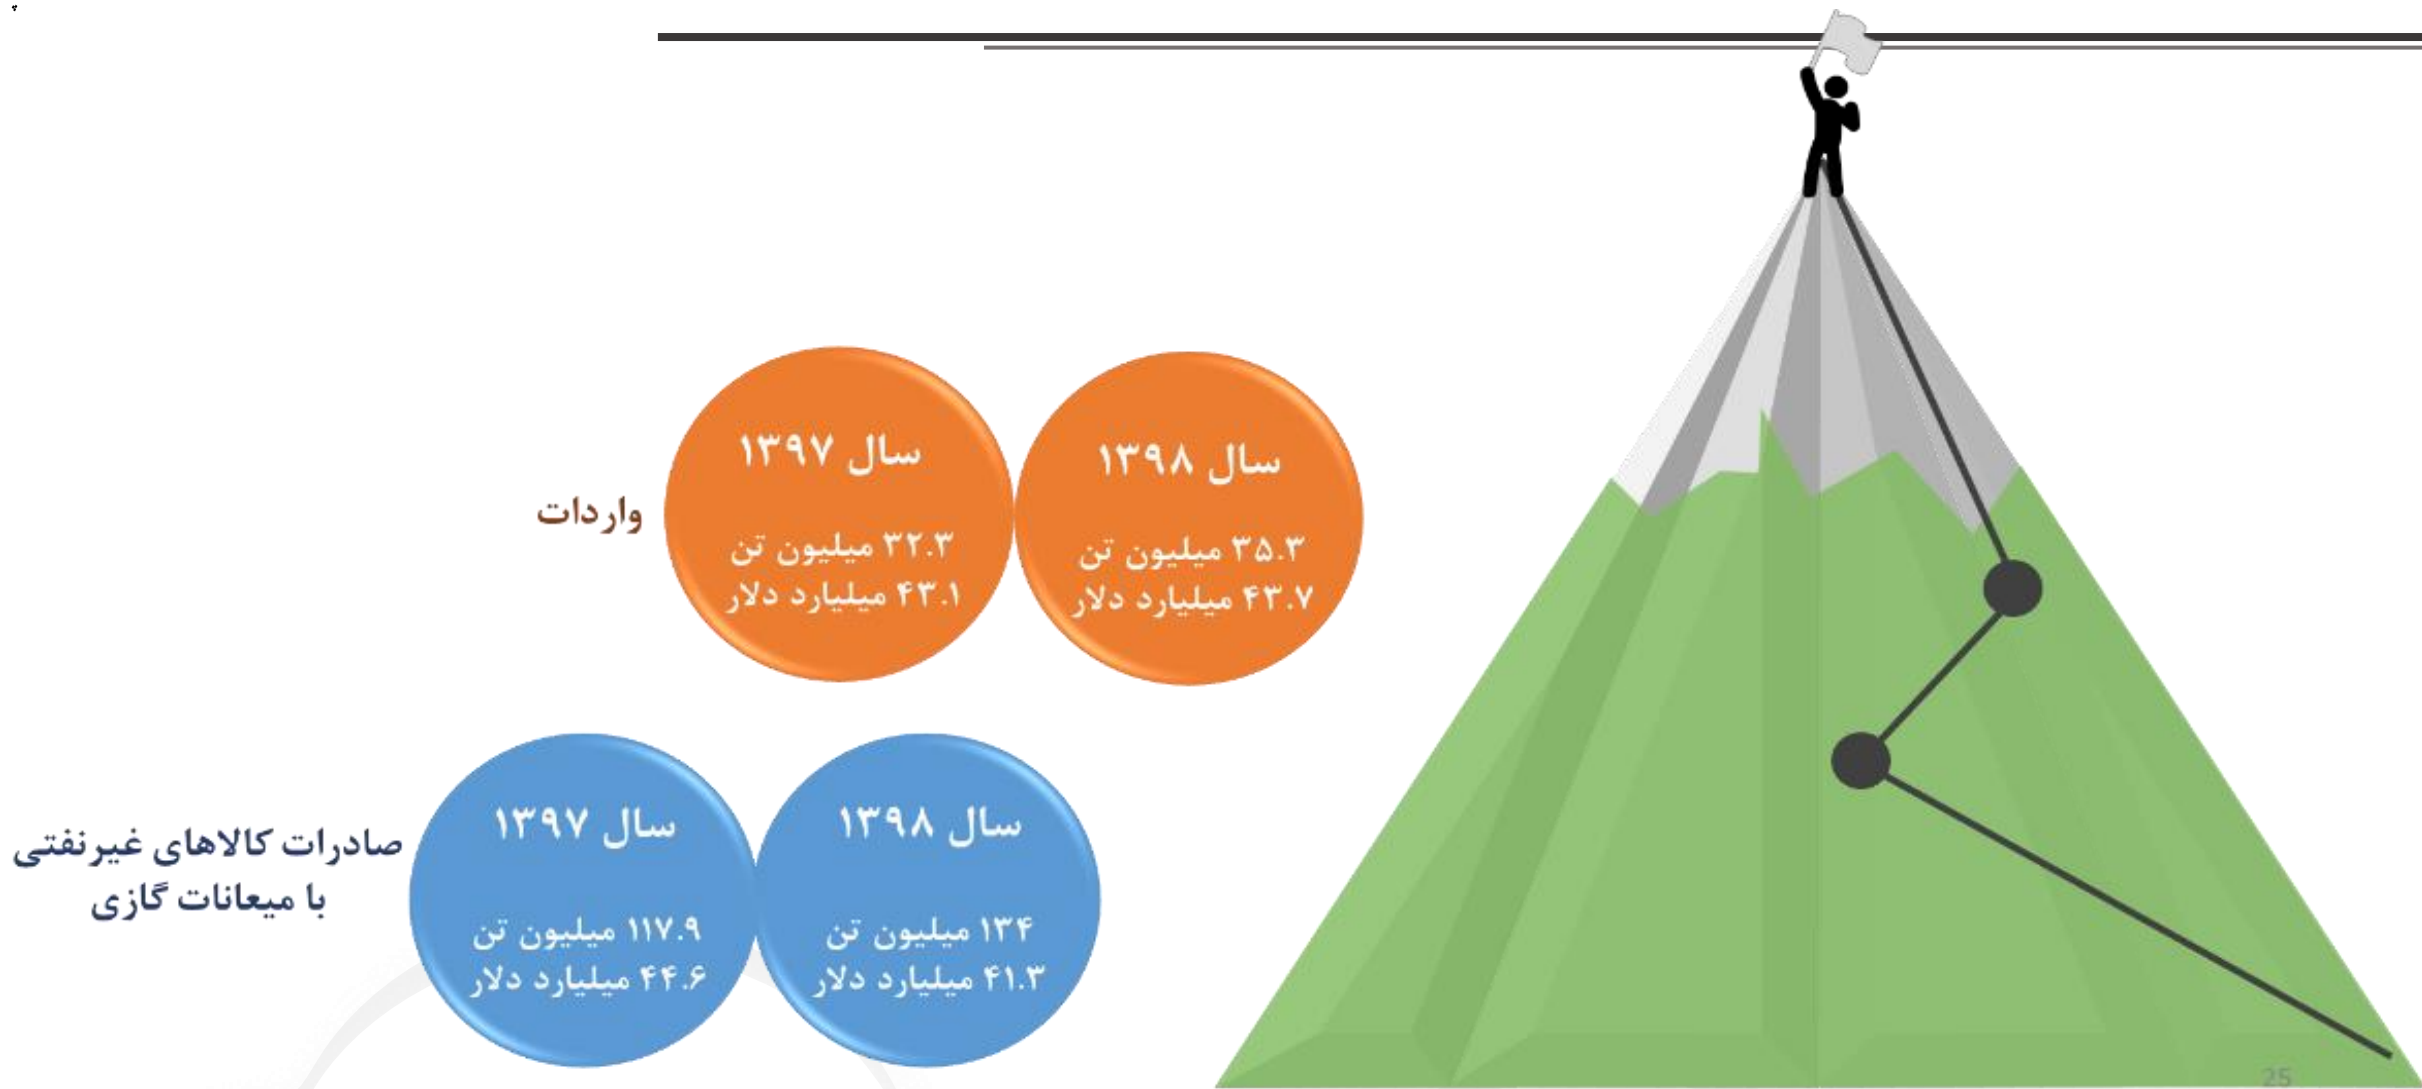 واردات
سال ۱۳۹۷
۳۲.۳ میلیون تن
۴۳.۱ میلیارد دلار
سال ۱۳۹۸
۳۵.۳ میلیون تن
۴۳.۷ میلیارد دلار
صادرات کالاهای غیرنفتی
با میعانات گازی
سال ۱۳۹۷
۱۱۷.۹ میلیون تن
۴۴.۶ میلیارد دلار
سال ۱۳۹۸
۱۳۴ میلیون تن
۴۱.۳ میلیارد دلار
25